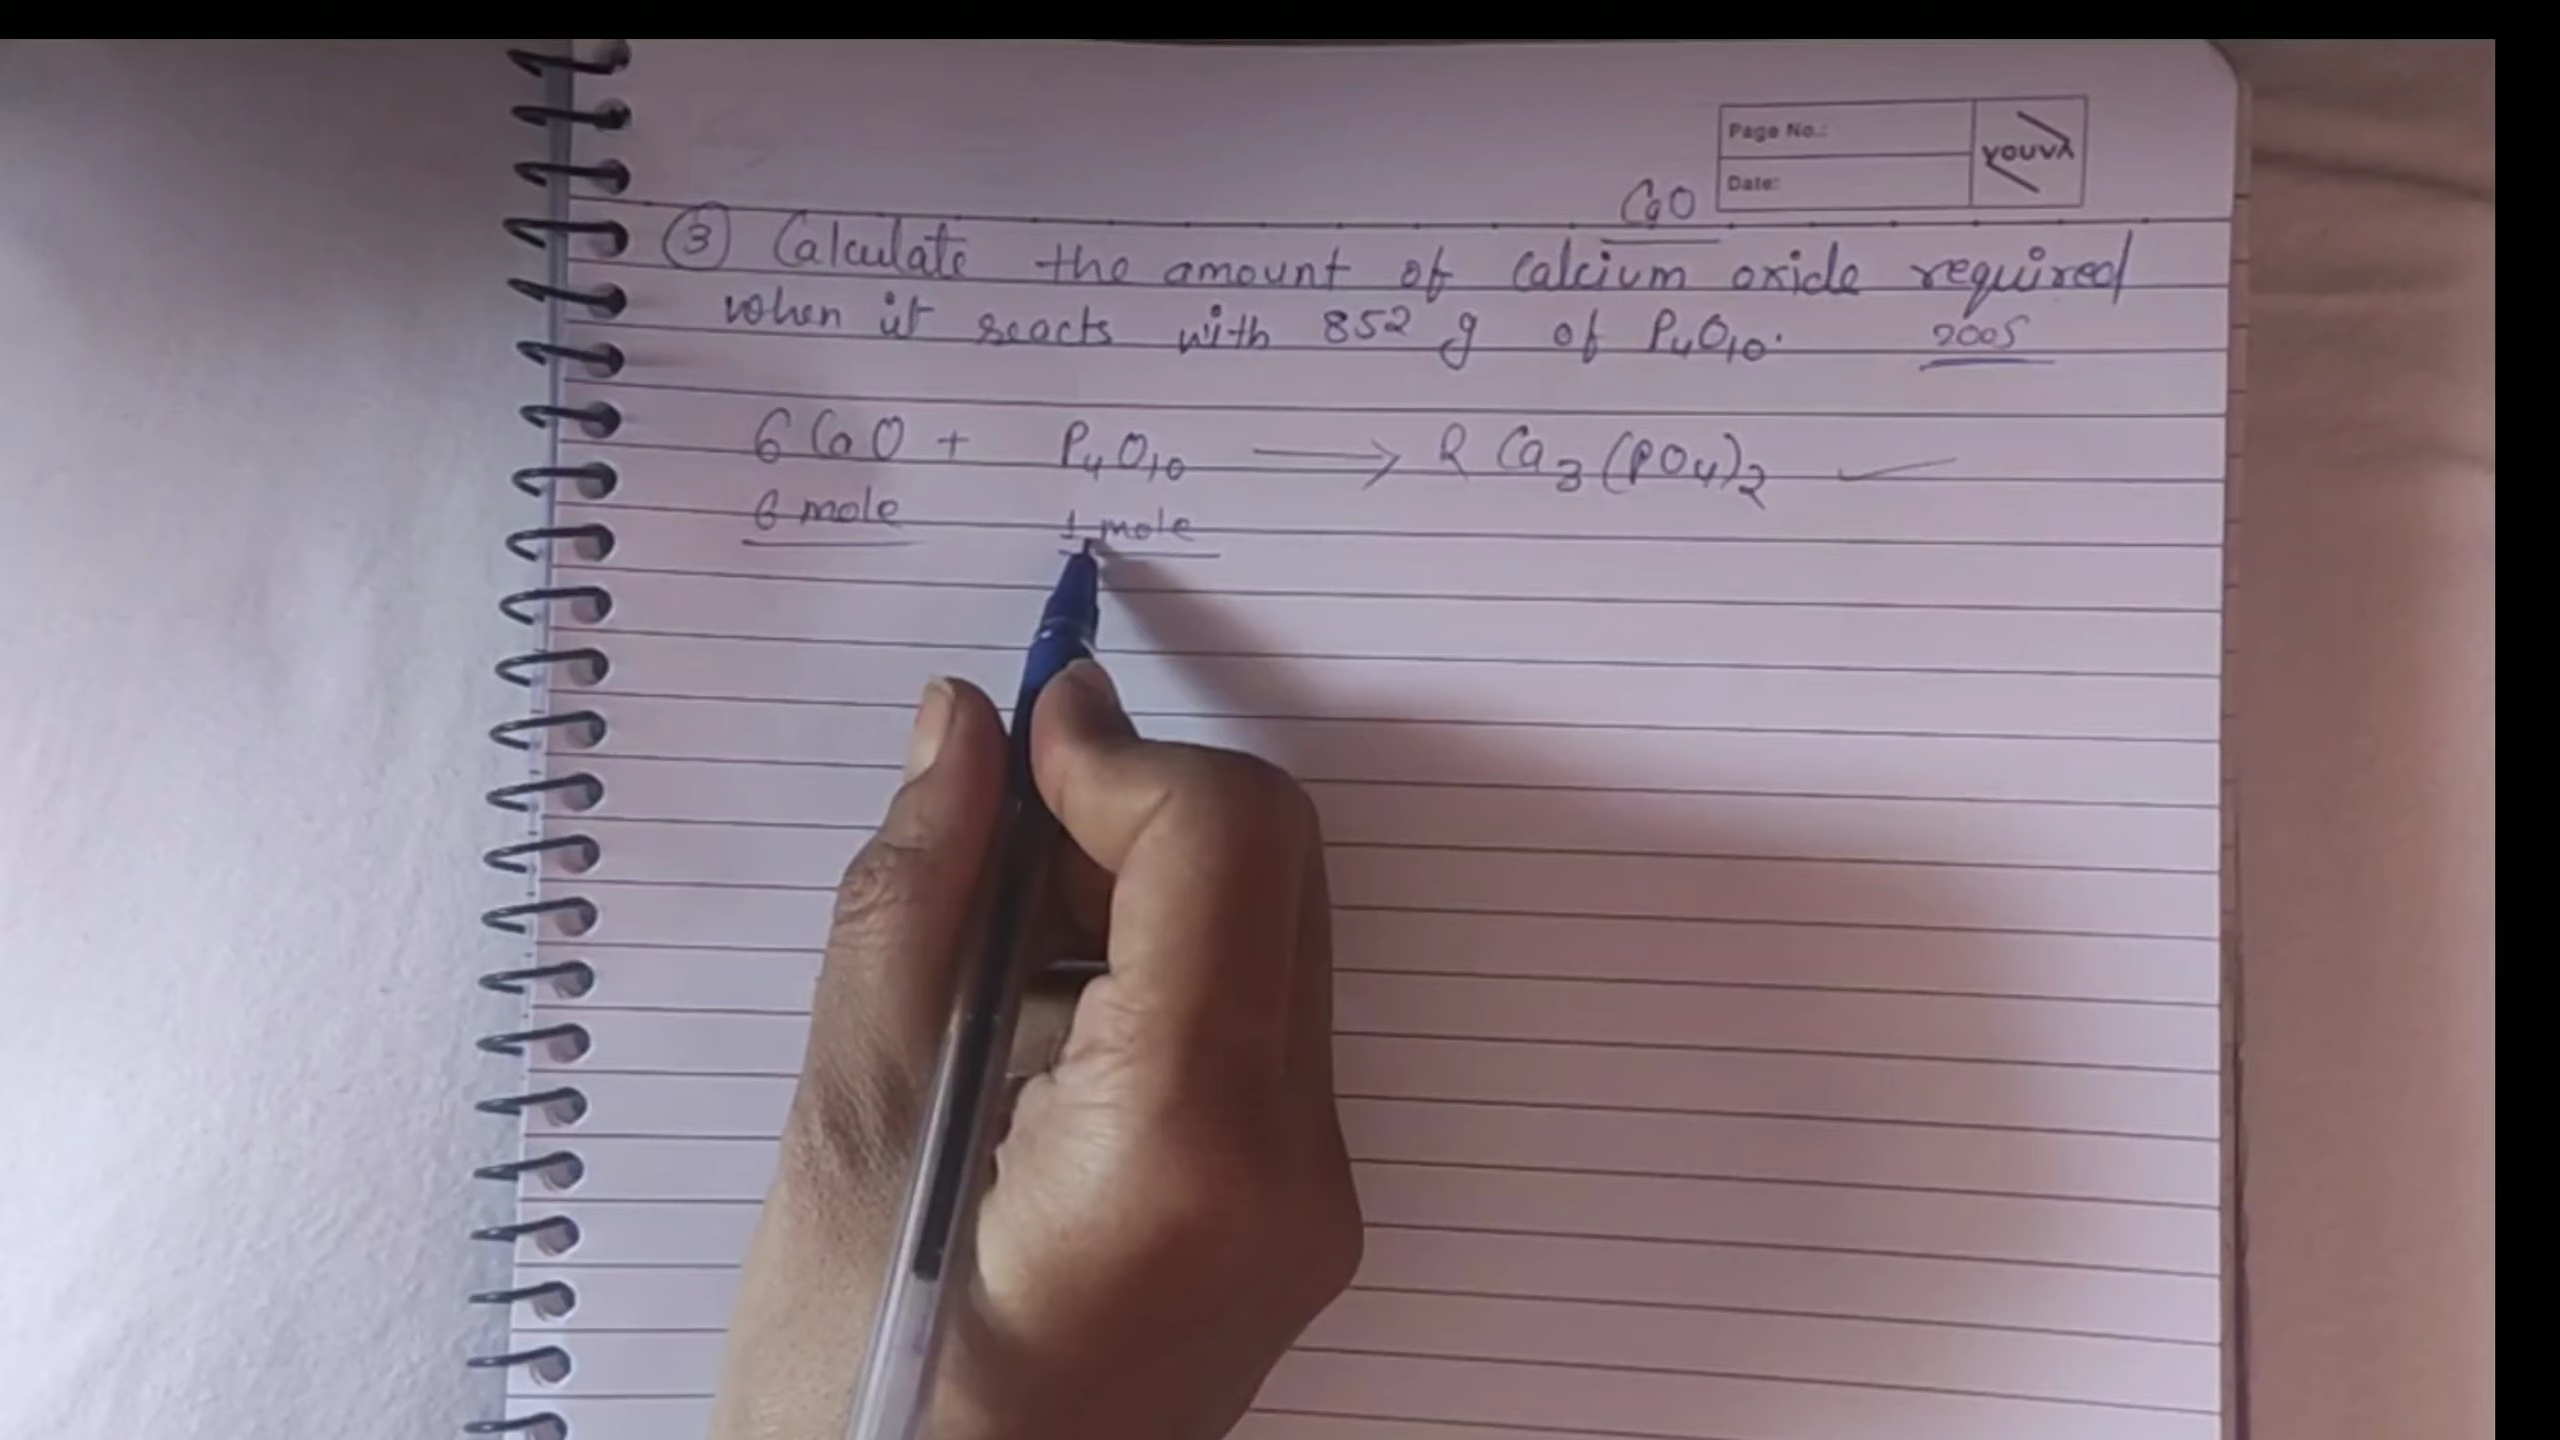 Page No.:
YOUVA
Date:
CaO
③ Calculate the amount of Calcium oxide required
when it reacts with 852 g of P₄O₁₀. 2005
6 CaO + P₄O₁₀ ⟶ 2 Ca₃(PO₄)₂
6 mole 1 mole